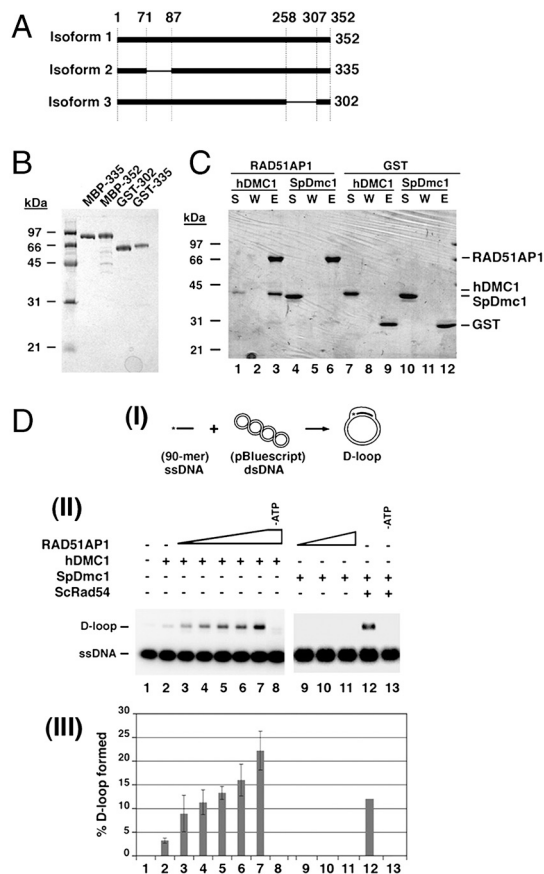 A
1 71 87 258 307 352
Isoform 1 352
Isoform 2 335
Isoform 3 302
B
MBP-335
MBP-352
GST-302
GST-335
kDa
97
66
45
31
21
C
RAD51AP1 GST
hDMC1 SpDmc1 hDMC1 SpDmc1
S W E S W E S W E S W E
kDa
97
66
45
31
21
RAD51AP1
hDMC1
SpDmc1
GST
1 2 3 4 5 6 7 8 9 10 11 12
D
(I)
* + 
(90-mer) (pBluescript) D-loop
ssDNA dsDNA
(II)
-ATP -ATP
RAD51AP1 - - - -
hDMC1 - + + + + + + + - - - - -
SpDmc1 - - - - - - - - + + + + +
ScRad54 - - - - - - - - - - - + +
D-loop
ssDNA
1 2 3 4 5 6 7 8 9 10 11 12 13
(III)
% D-loop formed
30
25
20
15
10
5
0
1 2 3 4 5 6 7 8 9 10 11 12 13